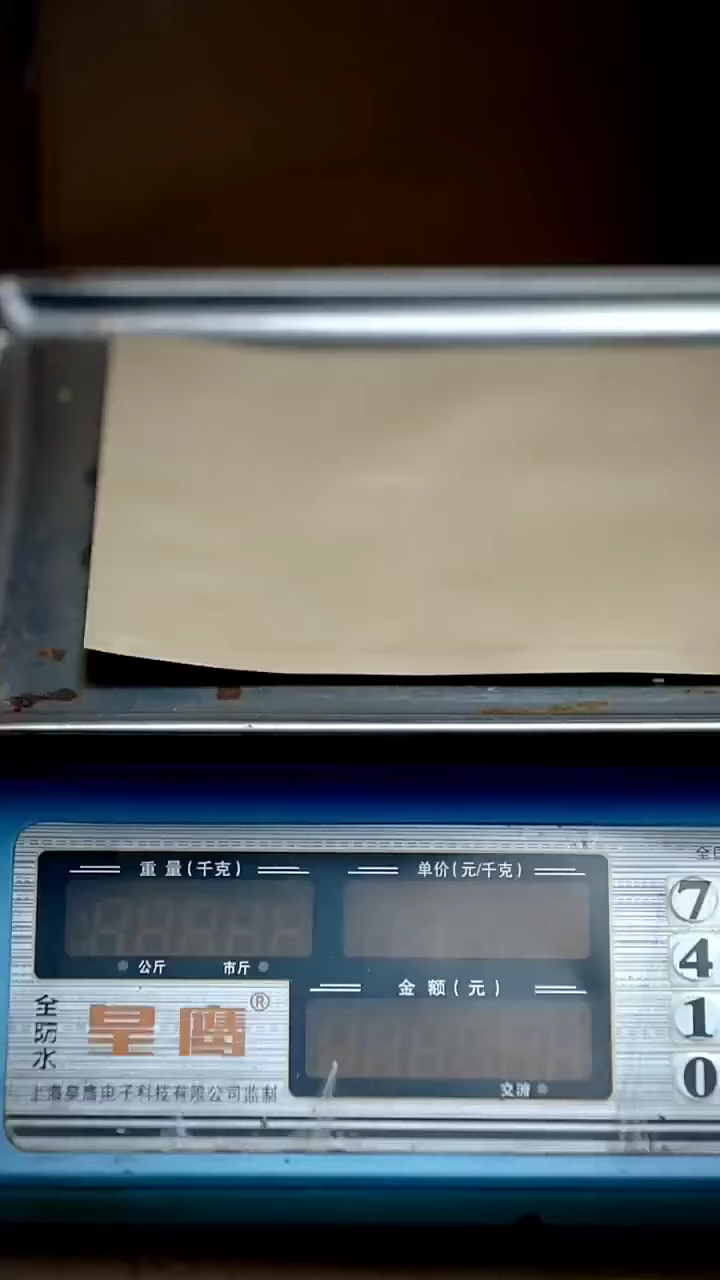 重量(千克)
单价(元/千克)
公斤
市斤
金额(元)
交流
全防水
皇鹰®
上海皇鹰电子科技有限公司监制
7
4
1
0